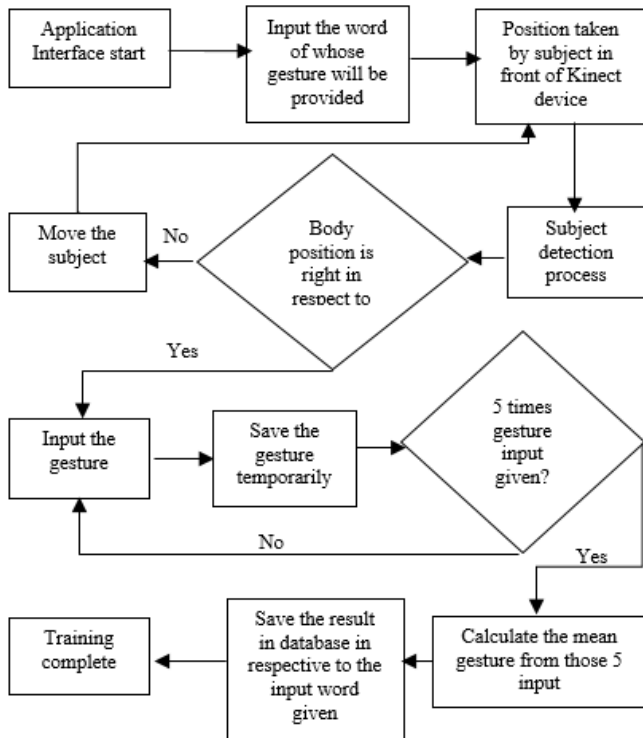 Application
Interface start
Input the word
of whose
gesture will be
provided
Position taken
by subject in
front of Kinect
device
Move the
subject
No
Body
position is
right in
respect to
Subject
detection
process
Yes
Input the
gesture
Save the
gesture
temporarily
5 times
gesture
input
given?
No
Yes
Training
complete
Save the result
in database in
respective to the
input word
given
Calculate the mean
gesture from those 5
input